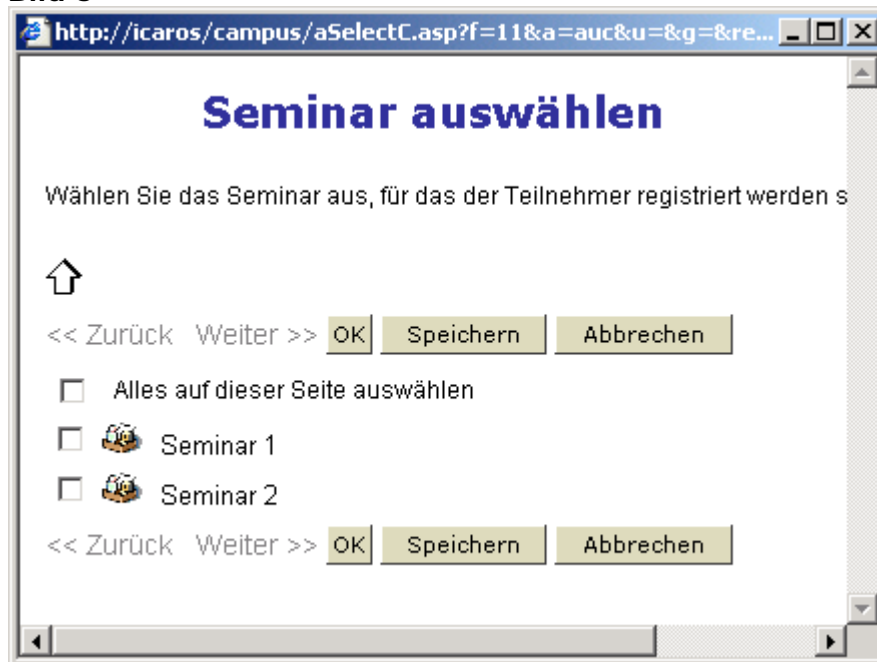 http://icaros/campus/aSelectC.asp?f=11&a=auc&u=&g=&re...
Seminar auswählen
Wählen Sie das Seminar aus, für das der Teilnehmer registriert werden s
<< Zurück Weiter >> OK Speichern Abbrechen
Alles auf dieser Seite auswählen
Seminar 1
Seminar 2
<< Zurück Weiter >> OK Speichern Abbrechen